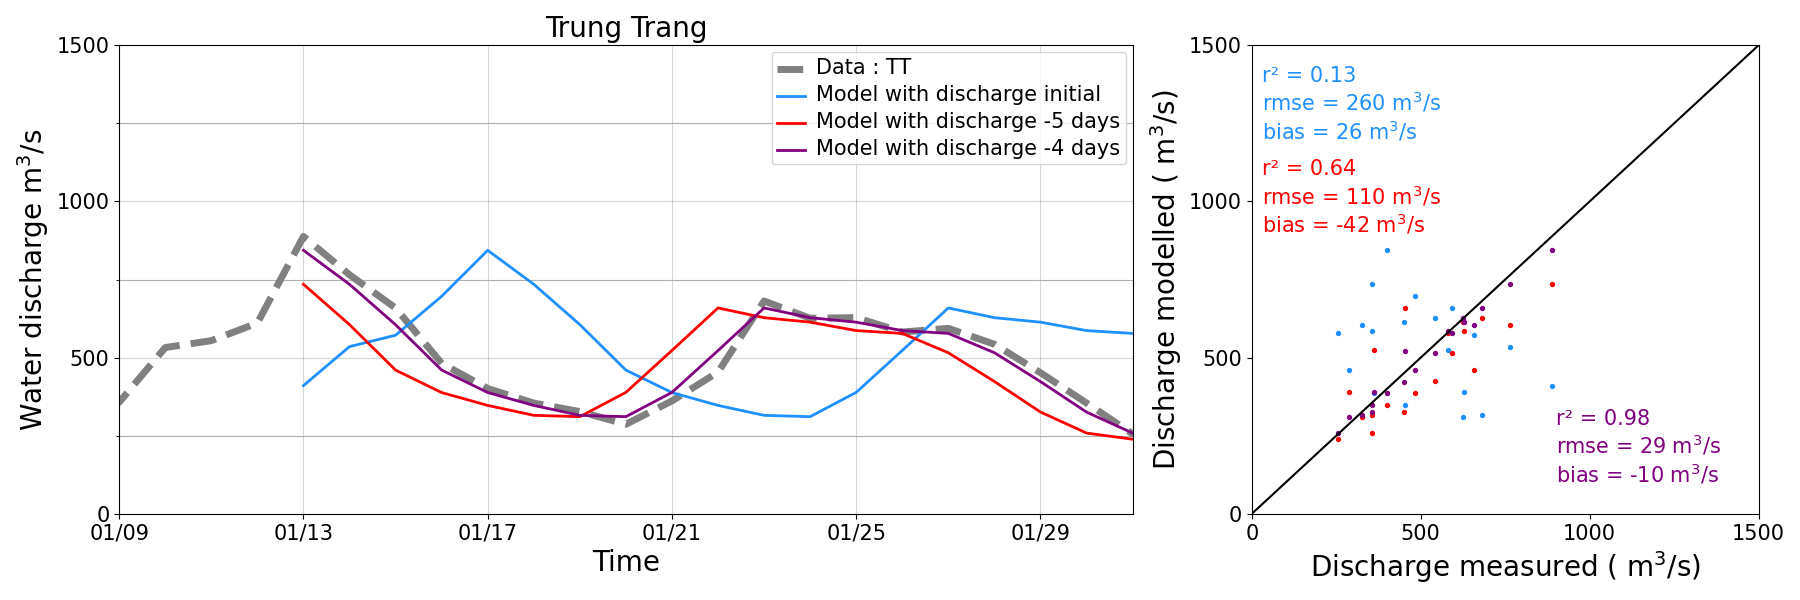 Trung Trang
Water discharge m³/s
1500
1000
500
0
Data : TT
Model with discharge initial
Model with discharge -5 days
Model with discharge -4 days
01/09 01/13 01/17 01/21 01/25 01/29
Time
Discharge modelled ( m³/s)
1500
1000
500
0
r² = 0.13
rmse = 260 m³/s
bias = 26 m³/s
r² = 0.64
rmse = 110 m³/s
bias = -42 m³/s
r² = 0.98
rmse = 29 m³/s
bias = -10 m³/s
0 500 1000 1500
Discharge measured ( m³/s)